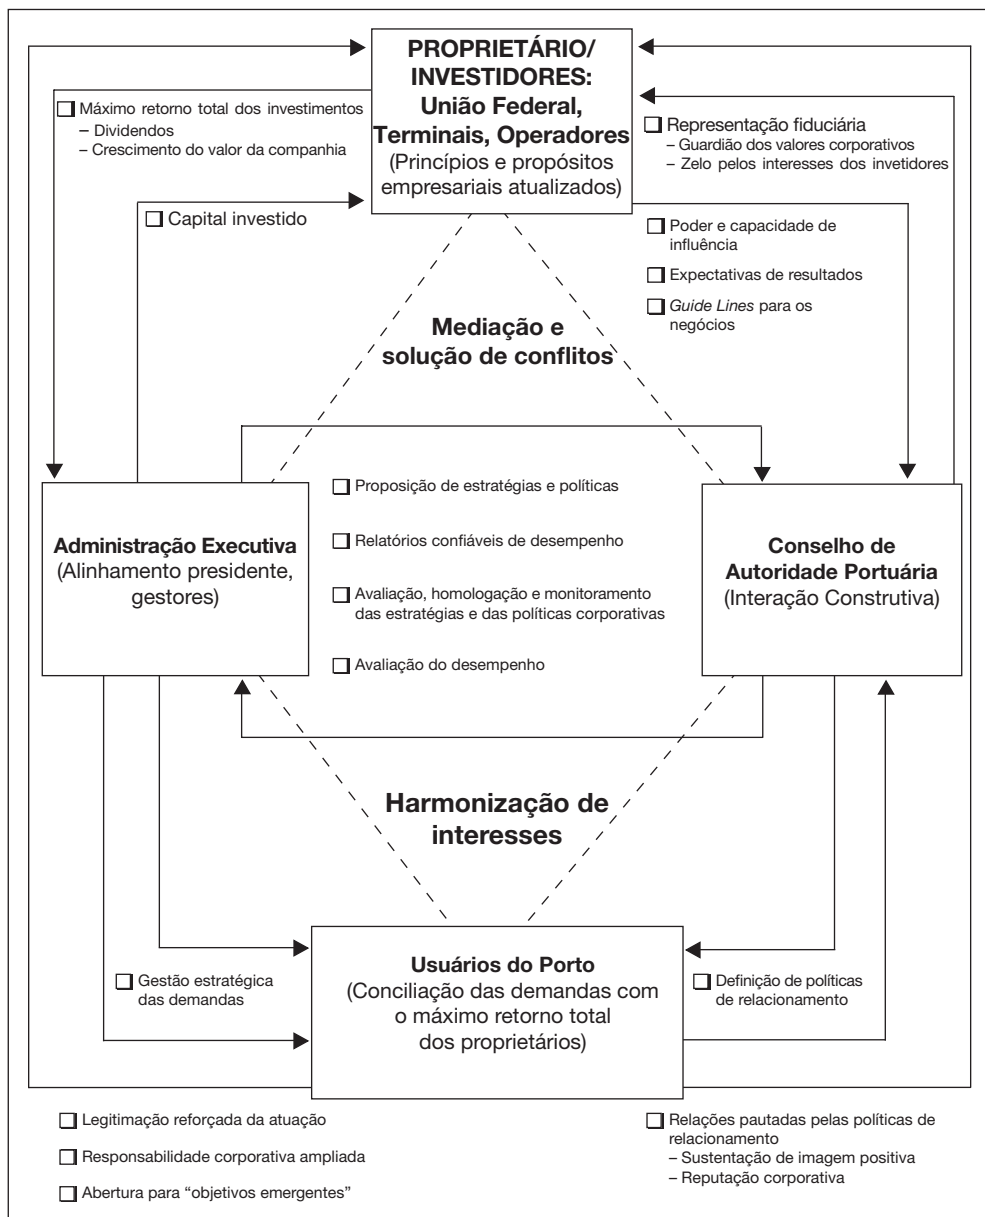 PROPRIETÁRIO/
INVESTIDORES:
União Federal,
Terminais, Operadores
(Princípios e propósitos
empresariais atualizados)
Máximo retorno total dos investimentos
– Dividendos
– Crescimento do valor da companhia
Representação fiduciária
– Guardião dos valores corporativos
– Zelo pelos interesses dos invetidores
Capital investido
Poder e capacidade de
influência
Expectativas de resultados
Guide Lines para os
negócios
Mediação e
solução de conflitos
Administração Executiva
(Alinhamento presidente,
gestores)
Proposição de estratégias e políticas
Relatórios confiáveis de desempenho
Avaliação, homologação e monitoramento
das estratégias e das políticas corporativas
Avaliação do desempenho
Conselho de
Autoridade Portuária
(Interação Construtiva)
Harmonização de
interesses
Gestão estratégica
das demandas
Usuários do Porto
(Conciliação das demandas com
o máximo retorno total
dos proprietários)
Definição de políticas
de relacionamento
Legitimação reforçada da atuação
Responsabilidade corporativa ampliada
Abertura para “objetivos emergentes”
Relações pautadas pelas políticas de
relacionamento
– Sustentação de imagem positiva
– Reputação corporativa